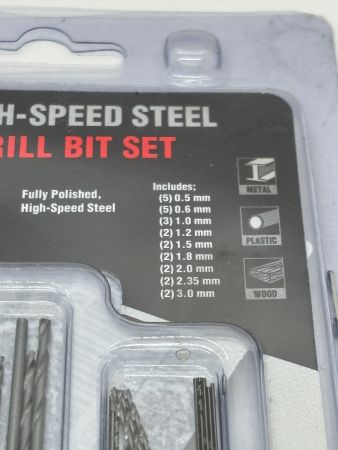 H-SPEED STEEL
RILL BIT SET
Fully Polished,
High-Speed Steel
Includes;
(5) 0.5 mm
(5) 0.6 mm
(3) 1.0 mm
(2) 1.2 mm
(2) 1.5 mm
(2) 1.8 mm
(2) 2.0 mm
(2) 2.35 mm
(2) 3.0 mm
METAL
PLASTIC
WOOD